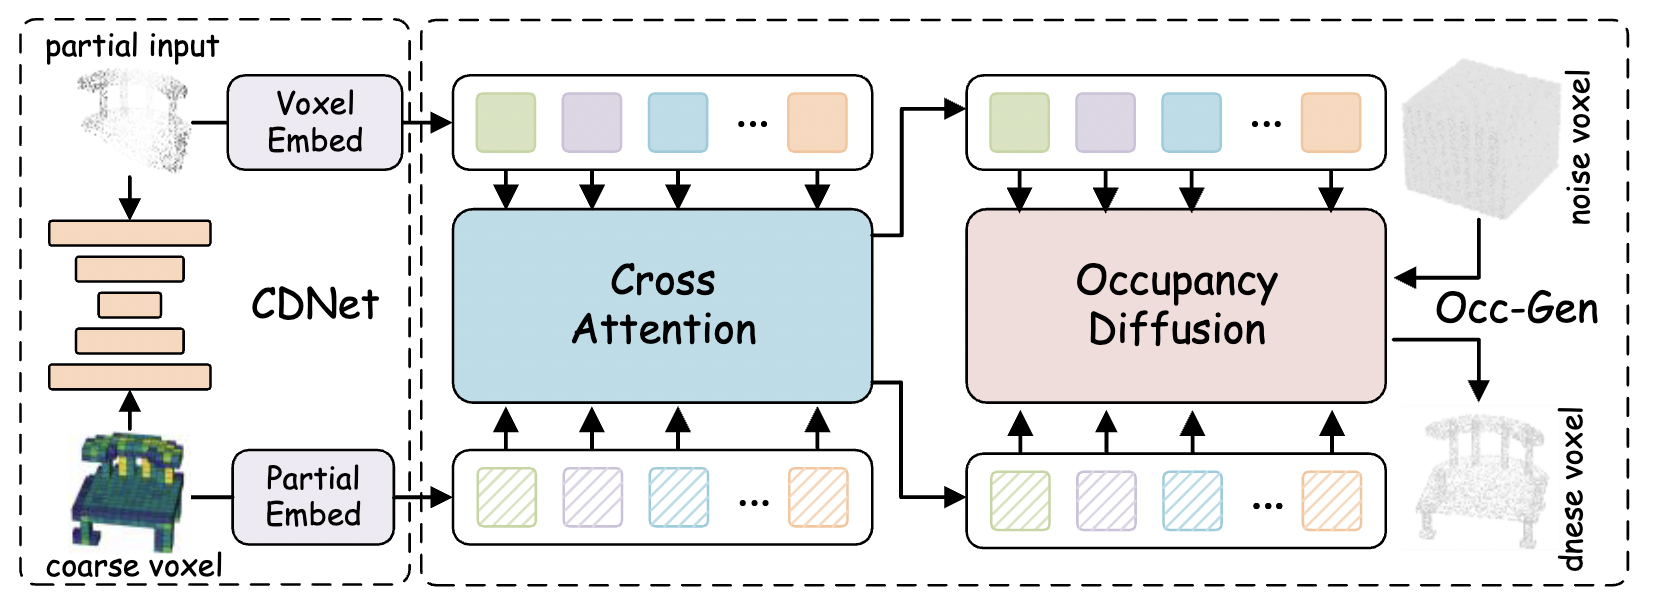 partial input
Voxel
Embed
CDNet
Partial
Embed
coarse voxel
...
Cross
Attention
...
...
Occupancy
Diffusion
...
noise voxel
Occ-Gen
dnese voxel